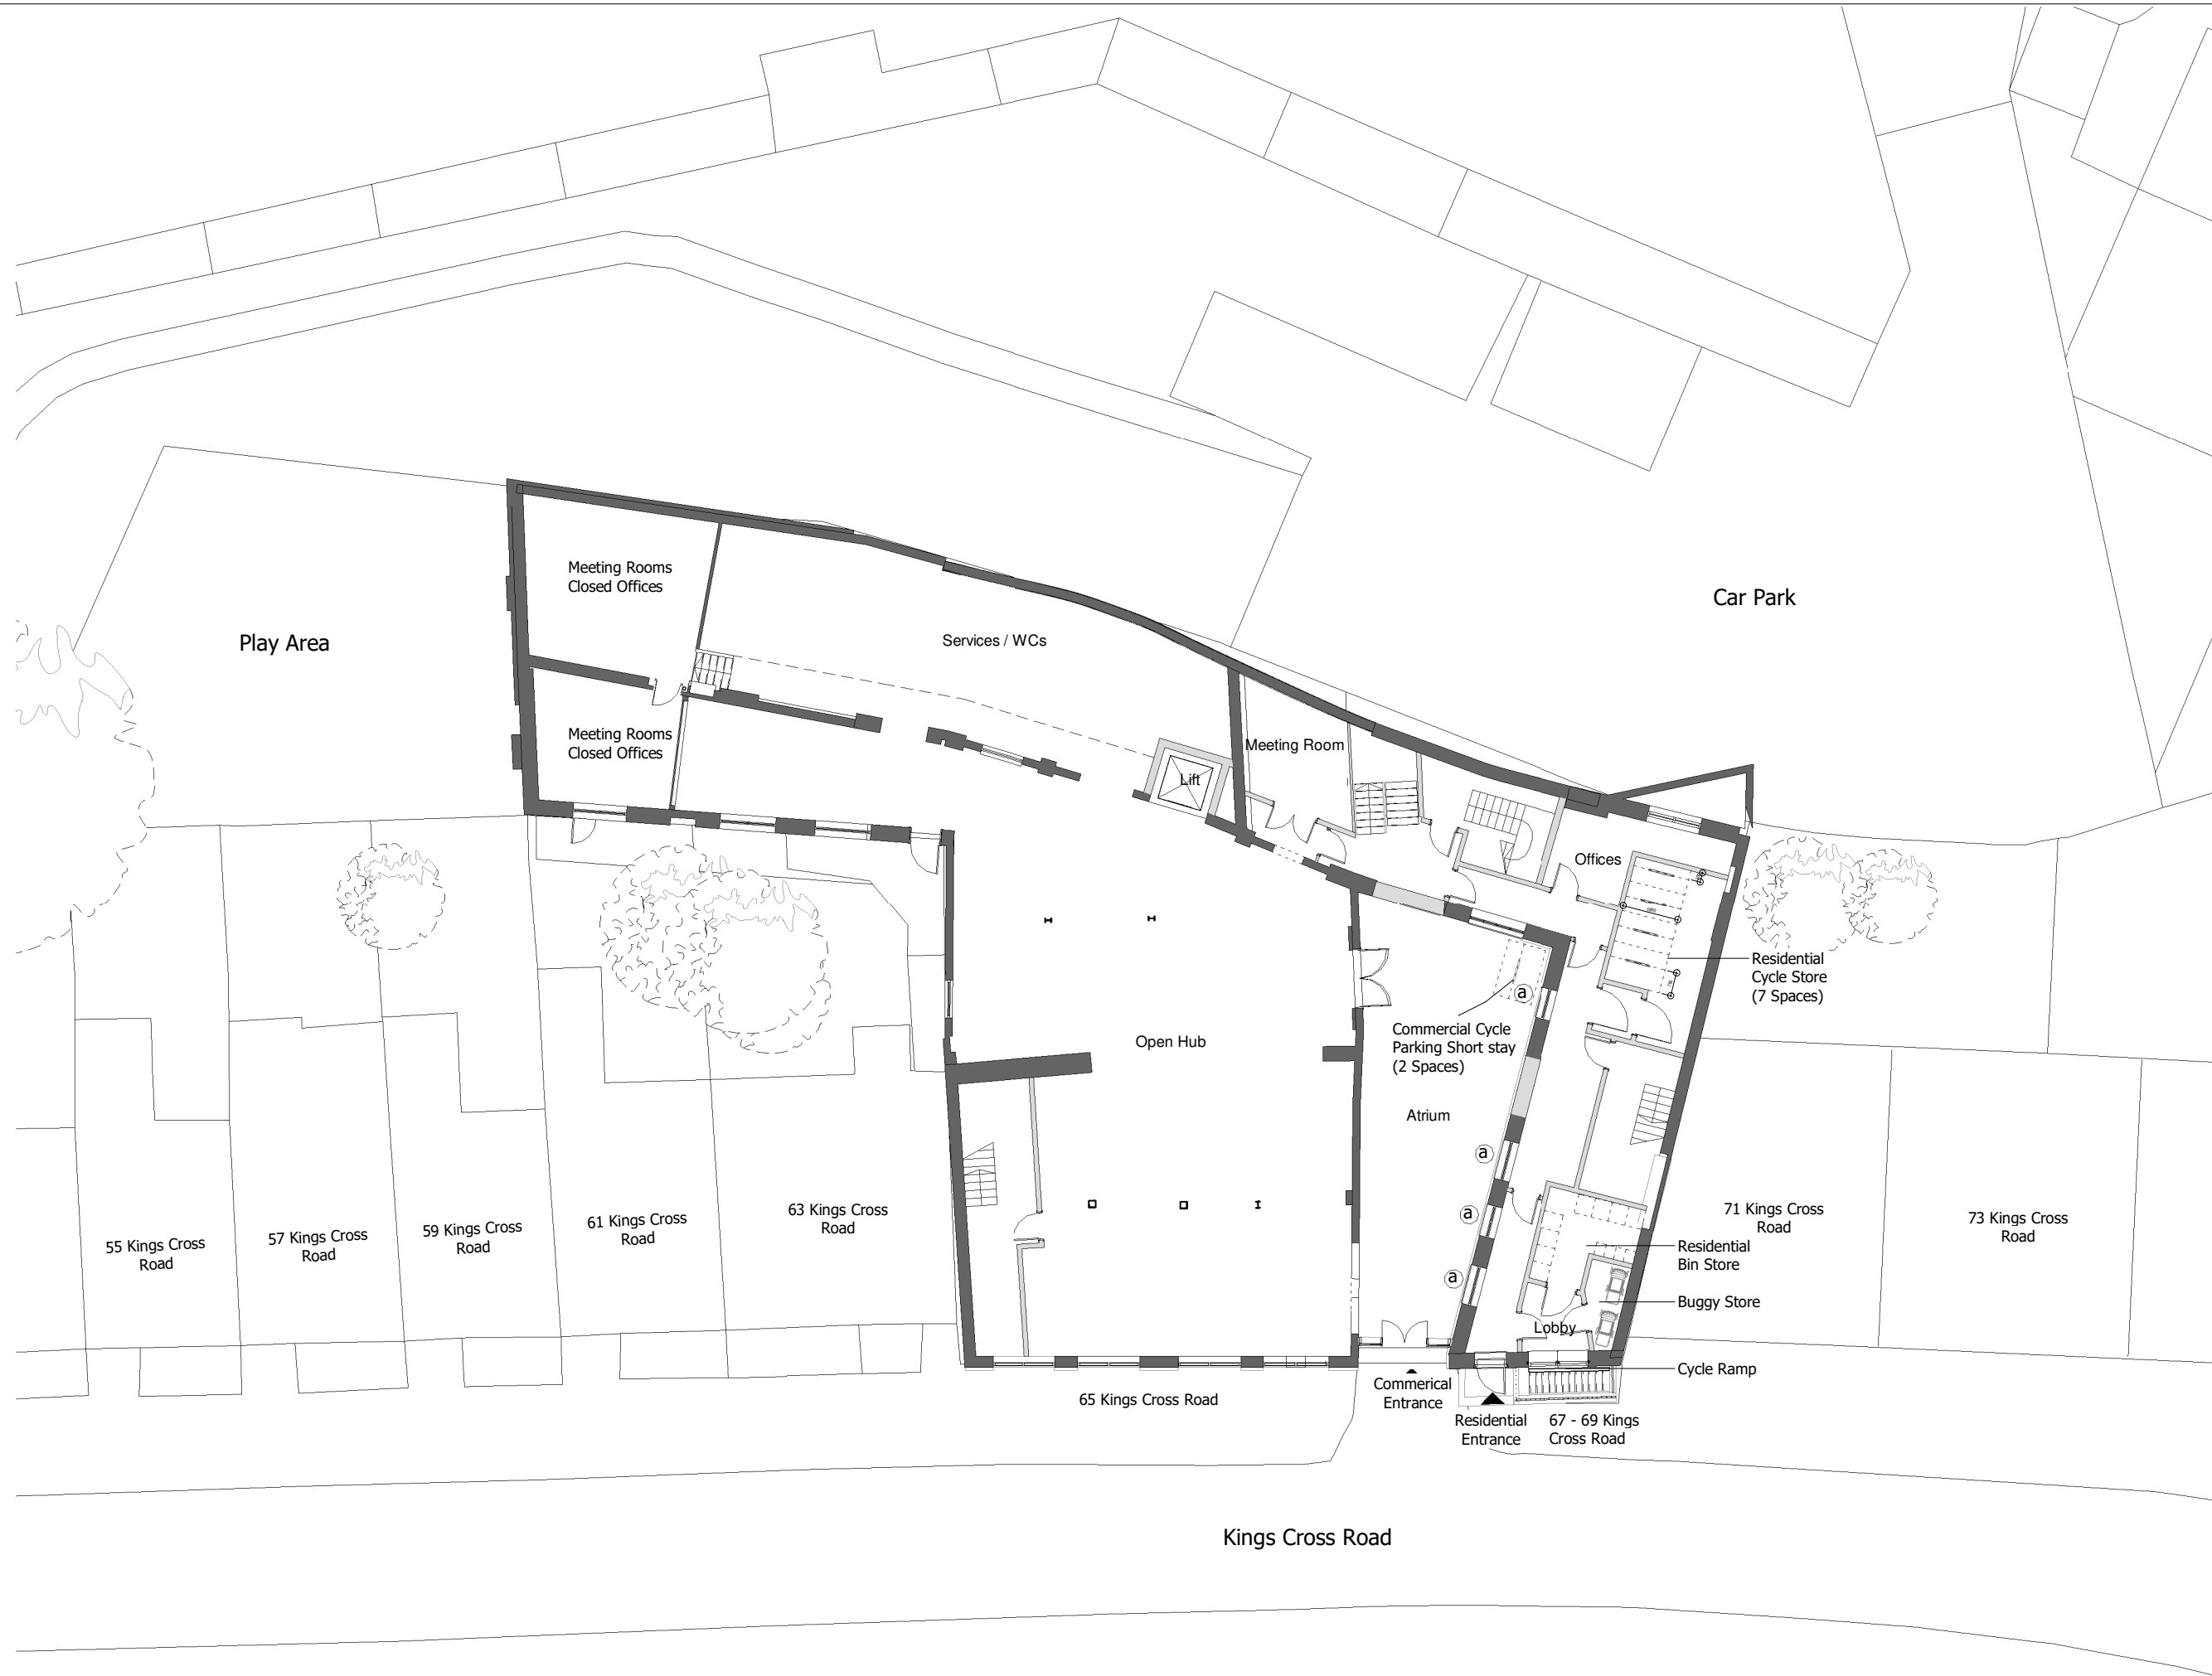 Meeting Rooms
Closed Offices
Car Park
Play Area
Services / WCs
Meeting Rooms
Closed Offices
Meeting Room
Lift
Offices
Residential
Cycle Store
(7 Spaces)
a
Commercial Cycle
Parking Short stay
(2 Spaces)
Open Hub
Atrium
a
a
a
55 Kings Cross
Road
57 Kings Cross
Road
59 Kings Cross
Road
61 Kings Cross
Road
63 Kings Cross
Road
71 Kings Cross
Road
73 Kings Cross
Road
Residential
Bin Store
Buggy Store
Lobby
Cycle Ramp
65 Kings Cross Road
Commerical
Entrance
Residential
Entrance
67 - 69 Kings
Cross Road
Kings Cross Road